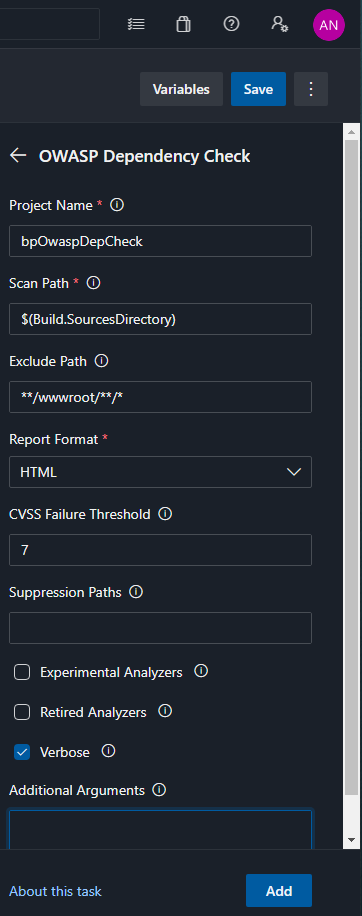 AN
Variables
Save
OWASP Dependency Check
Project Name *
bpOwaspDepCheck
Scan Path *
$(Build.SourcesDirectory)
Exclude Path
**/wwwroot/**/*
Report Format *
HTML
CVSS Failure Threshold
7
Suppression Paths
Experimental Analyzers
Retired Analyzers
Verbose
Additional Arguments
About this task
Add